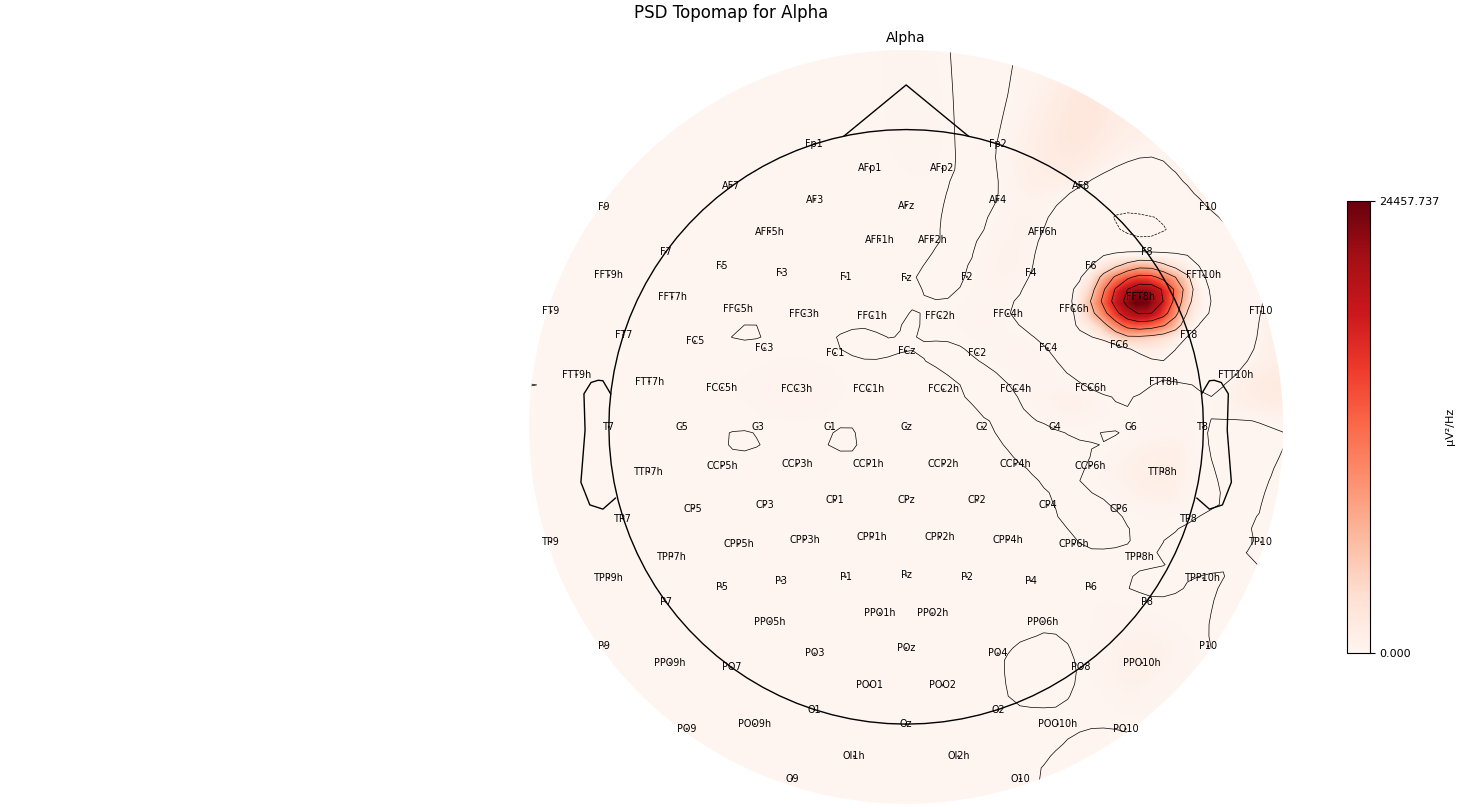 PSD Topomap for Alpha
Alpha
Fp1 Fp2
AFp1 AFp2
AF7 AF8
AF3 AFz AF4
F9 F10
AFF5h AFF1h AFF2h AFF6h
F7 F8
F5 F3 F1 Fz F2 F4 F6
FFT9h FFT10h
FFT7h FFT8h
FFC5h FFC3h FFC1h FFC2h FFC4h FFC6h
FT9 FT10
FT7 FT8
FC5 FC3 FC1 FCz FC2 FC4 FC6
FTT9h FTT10h
FTT7h FCC5h FCC3h FCC1h FCC2h FCC4h FCC6h FTT8h
T7 C5 C3 C1 Cz C2 C4 C6 T8
TTP7h CCP5h CCP3h CCP1h CCP2h CCP4h CCP6h TTP8h
CP5 CP3 CP1 CPz CP2 CP4 CP6
TP7 TP8
TP9 CPP5h CPP3h CPP1h CPP2h CPP4h CPP6h TP10
TPP7h TPP8h
TPP9h TPP10h
P7 P5 P3 P1 Pz P2 P4 P6 P8
PPO5h PPO1h PPO2h PPO6h
P9 P10
PO3 POz PO4
PPO9h PO7 PO8 PPO10h
POO1 POO2
O1 Oz O2
PO9 POO9h POO10h PO10
OI1h OI2h
O9 O10
24457.737
0.000
µV²/Hz